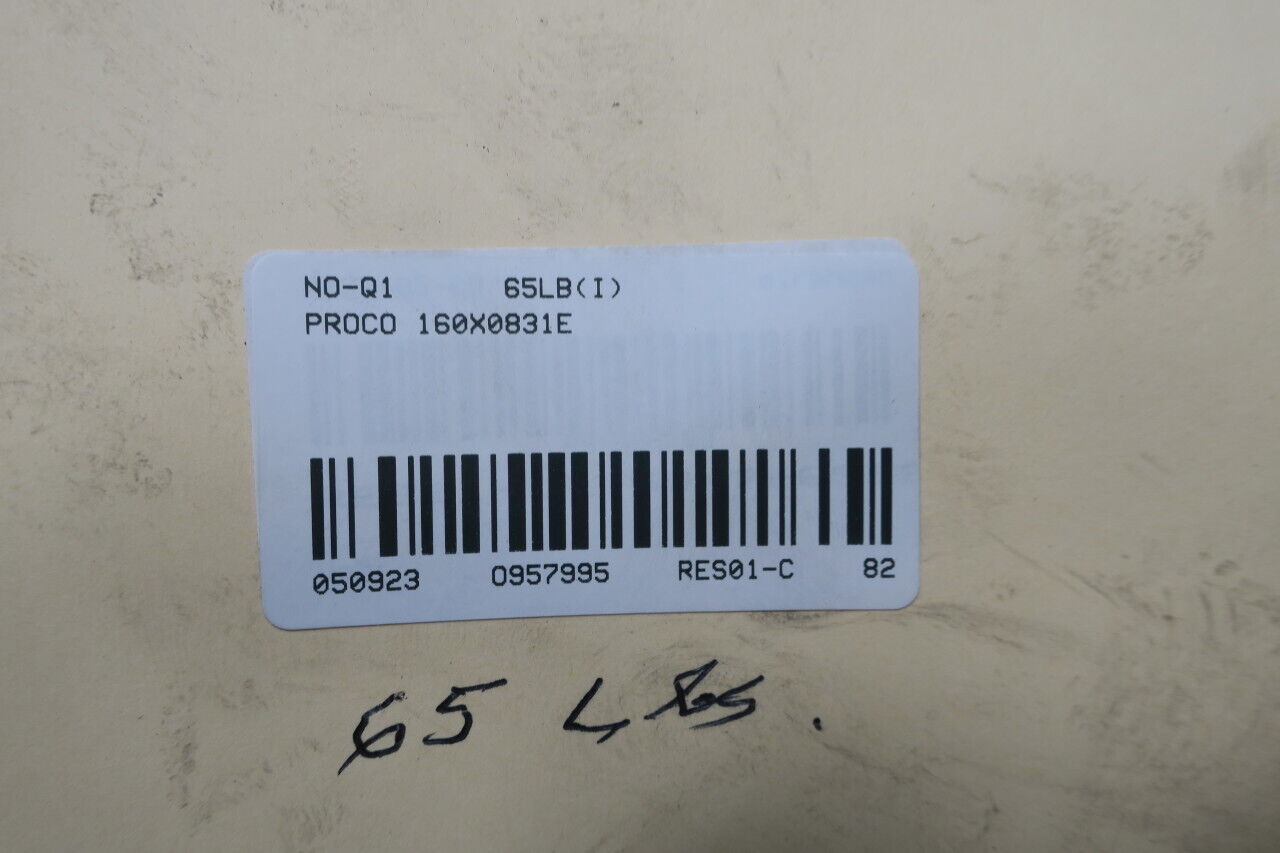 NO-Q1 65LB(I)
PROCO 160X0831E
050923 0957995 RES01-C 82
65 Lbs.